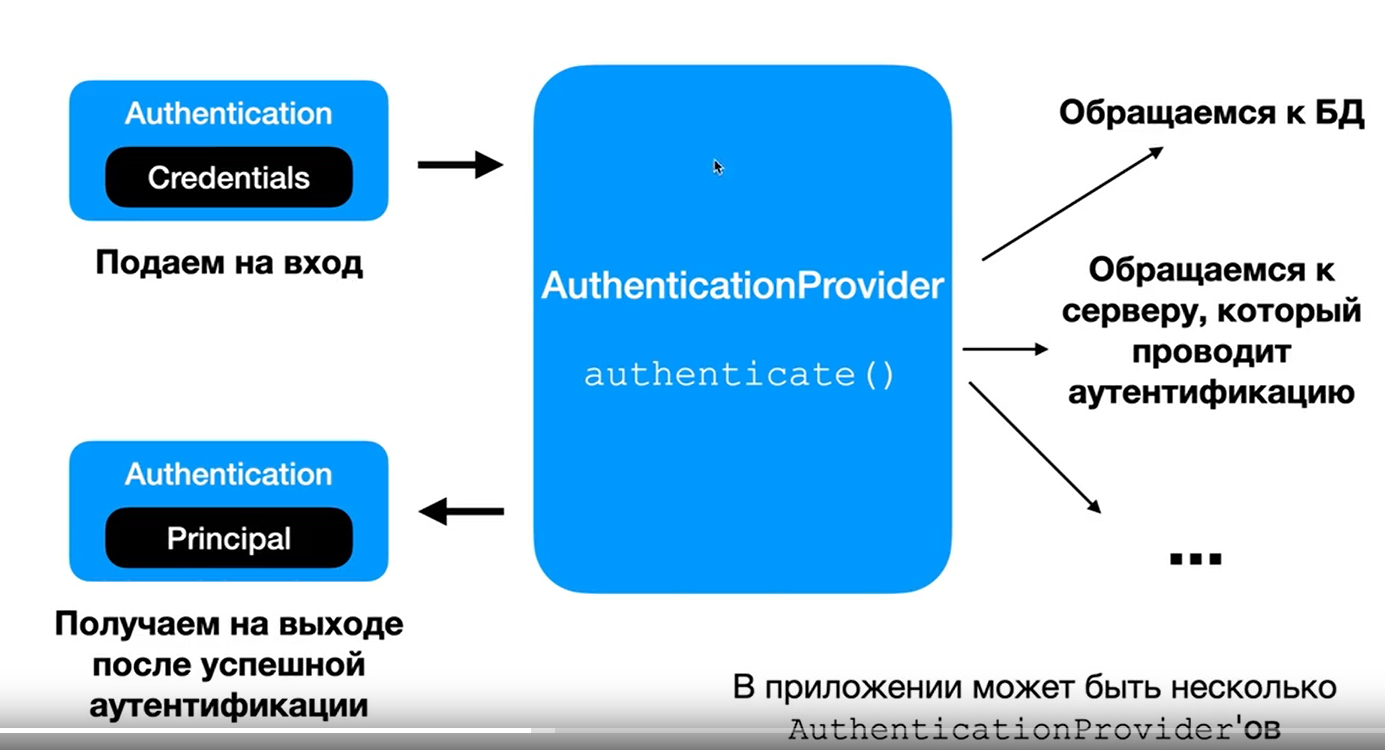 Authentication
Credentials
Подаем на вход
AuthenticationProvider
authenticate()
Обращаемся к БД
Обращаемся к
серверу, который
проводит
аутентификацию
...
Authentication
Principal
Получаем на выходе
после успешной
аутентификации
В приложении может быть несколько
AuthenticationProvider'ов